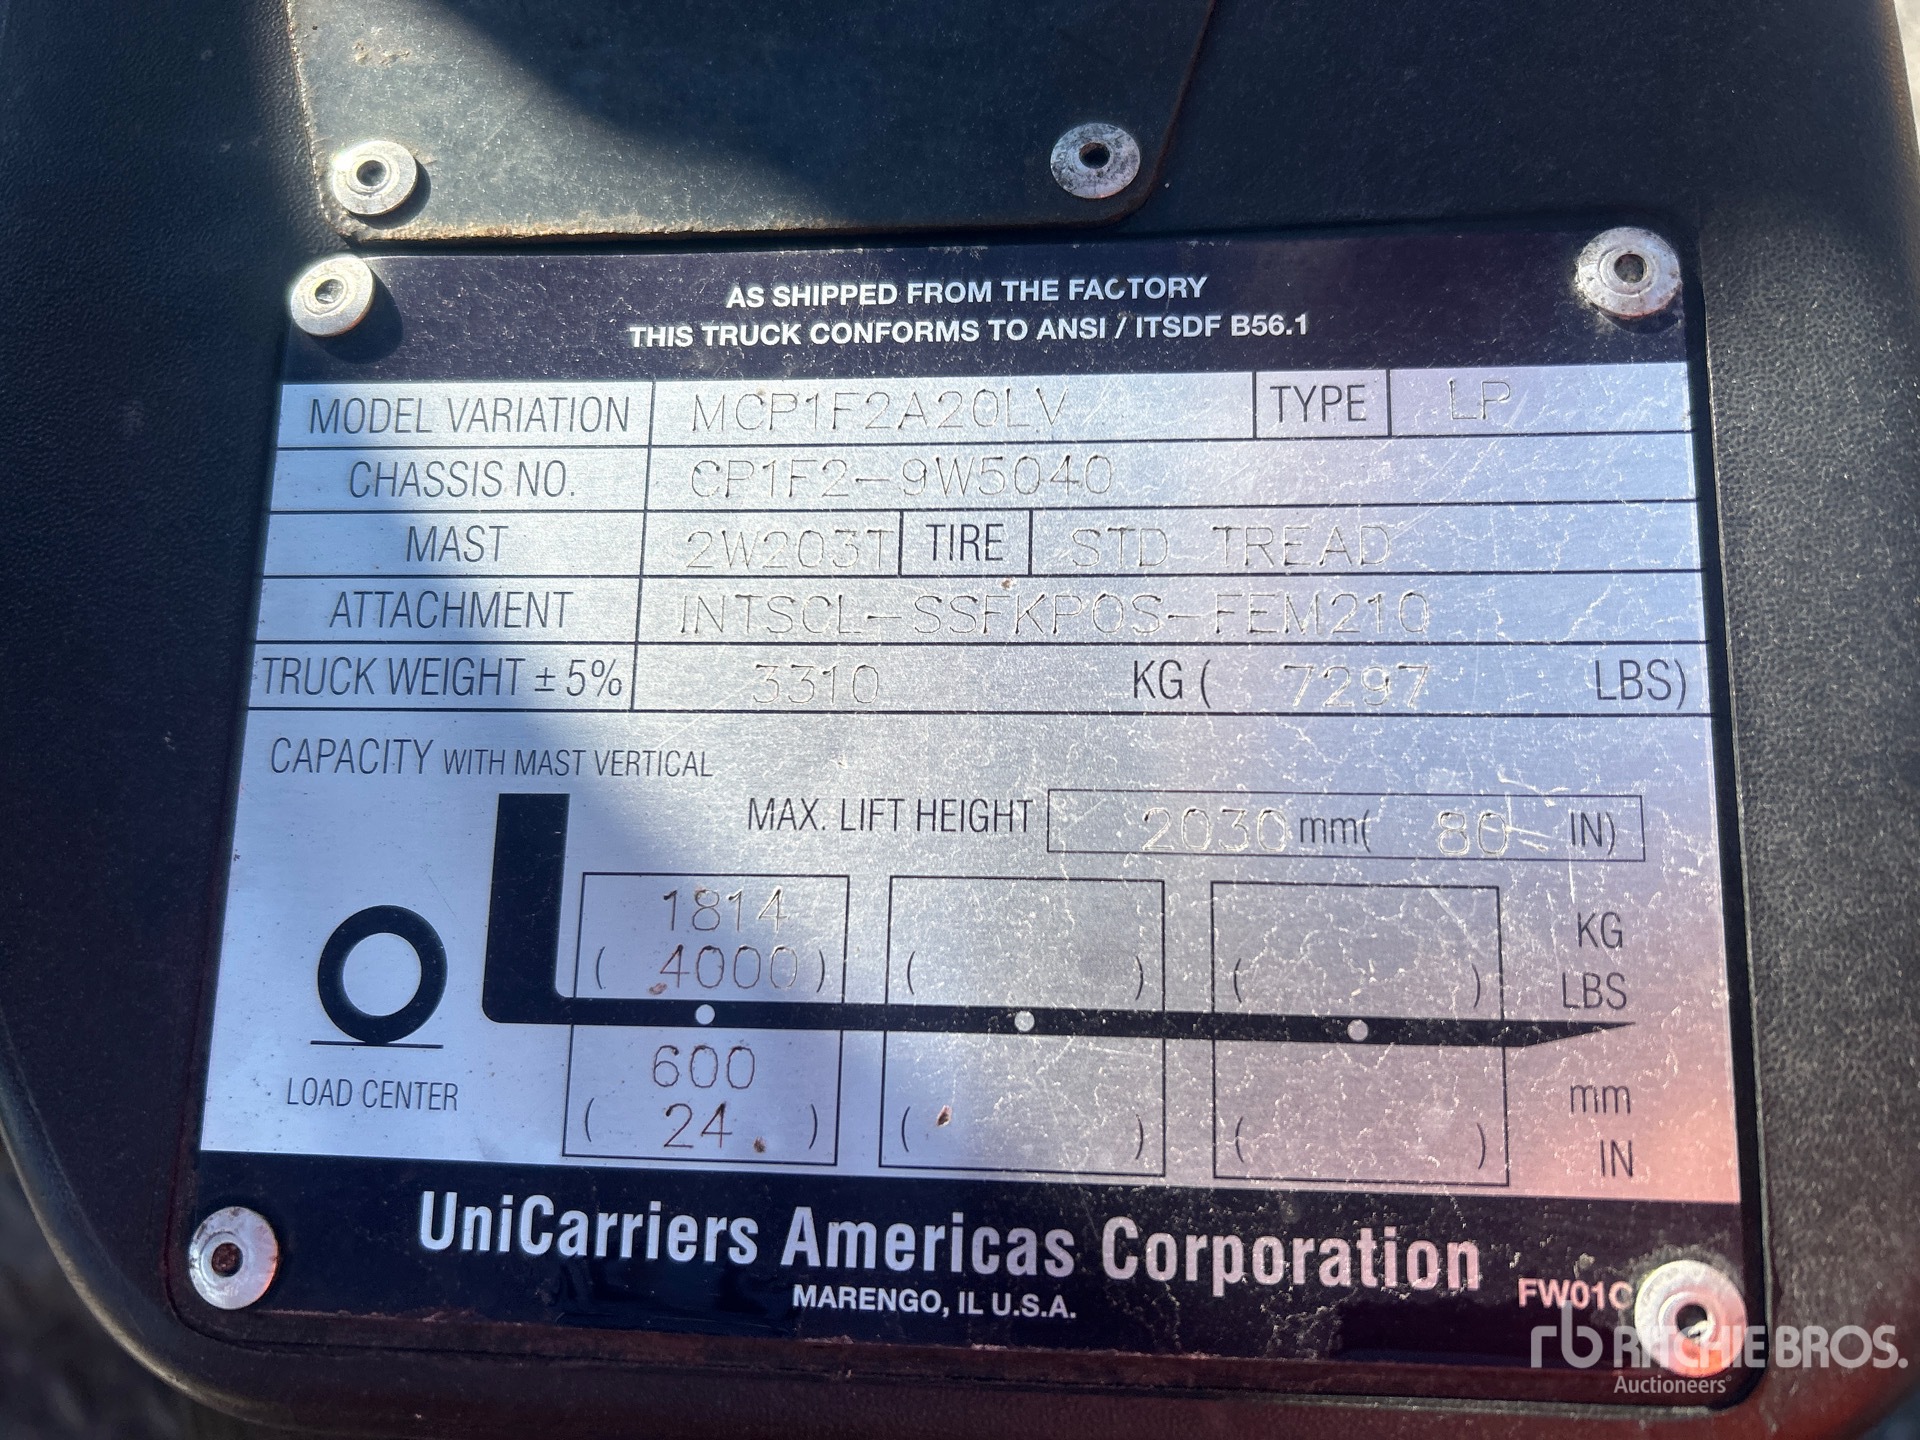 AS SHIPPED FROM THE FACTORY
THIS TRUCK CONFORMS TO ANSI / ITSDF B56.1
MODEL VARIATION MCP1F2A20LV TYPE LP
CHASSIS NO. CP1F2-9W5040
MAST 2W203T TIRE STD TREAD
ATTACHMENT INTSCL-SSFKPOS-FEM210
TRUCK WEIGHT ± 5% 3310 KG ( 7297 LBS)
CAPACITY WITH MAST VERTICAL
MAX. LIFT HEIGHT 2030 mm( 80 IN)
1814 KG
( 4000 ) ( ) ( ) LBS
600 mm
( 24. ) ( ) ( ) IN
LOAD CENTER
UniCarriers Americas Corporation
MARENGO, IL U.S.A.
FW01C
rb RITCHIE BROS.
Auctioneers